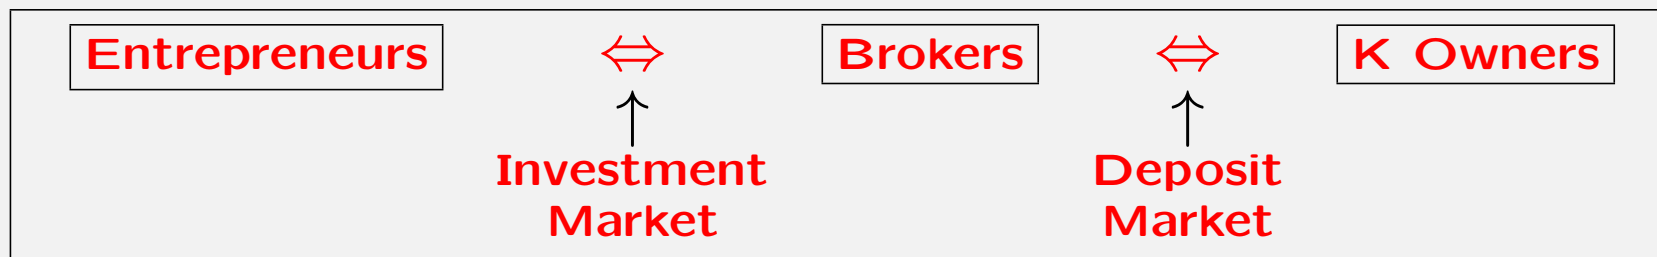 Entrepreneurs ⇔ Brokers ⇔ K Owners
Investment Deposit
Market Market